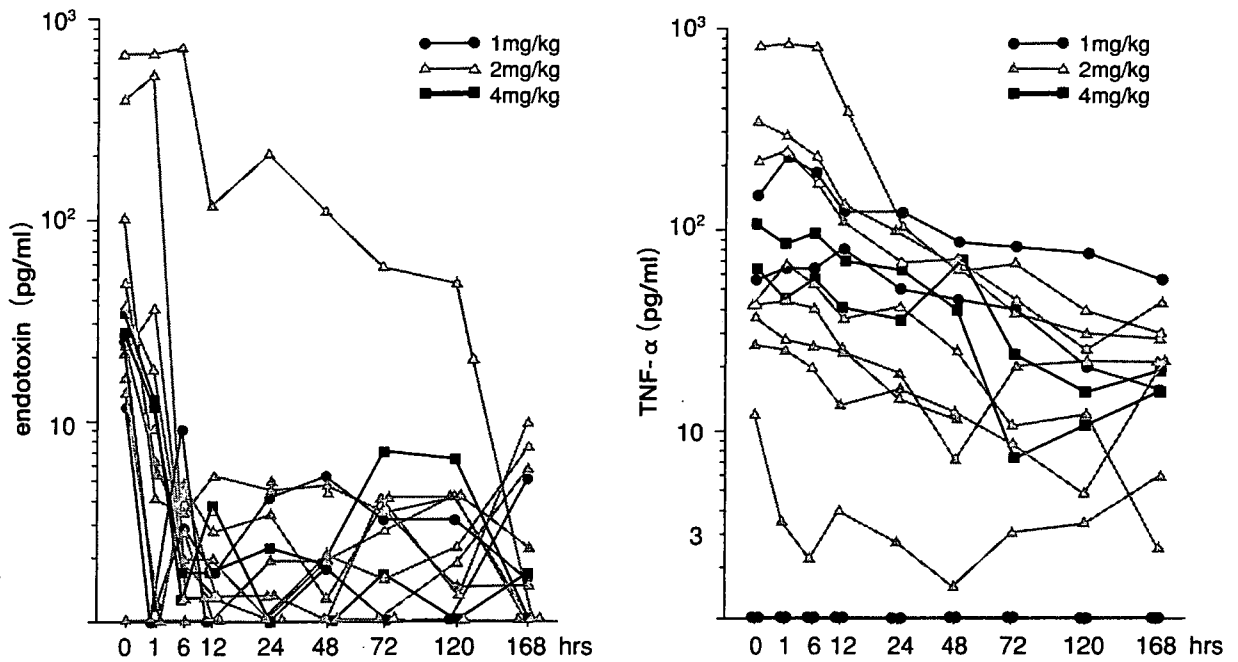 endotoxin (pg/ml)
10³
10²
10
1mg/kg
2mg/kg
4mg/kg
0 1 6 12 24 48 72 120 168 hrs
TNF-α (pg/ml)
10³
10²
10
3
1mg/kg
2mg/kg
4mg/kg
0 1 6 12 24 48 72 120 168 hrs